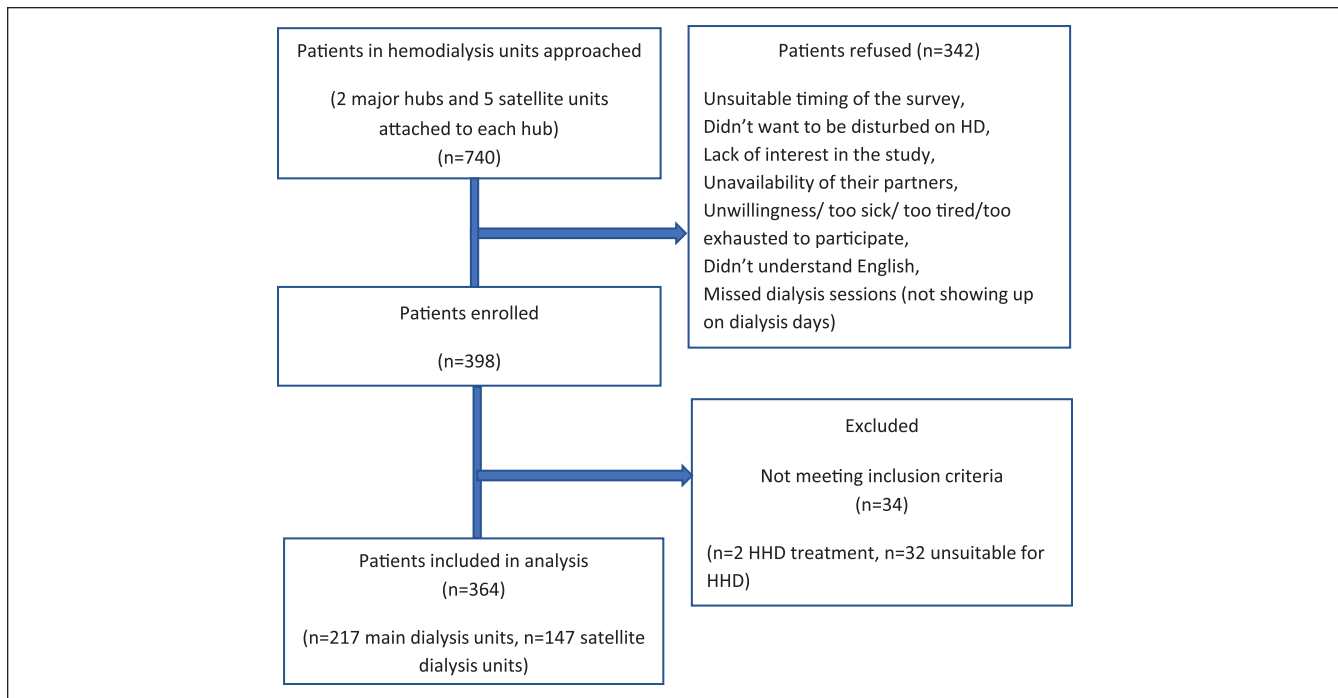 Patients in hemodialysis units approached
(2 major hubs and 5 satellite units
attached to each hub)
(n=740)
Patients refused (n=342)
Unsuitable timing of the survey,
Didn’t want to be disturbed on HD,
Lack of interest in the study,
Unavailability of their partners,
Unwillingness/ too sick/ too tired/too
exhausted to participate,
Didn’t understand English,
Missed dialysis sessions (not showing up
on dialysis days)
Patients enrolled
(n=398)
Excluded
Not meeting inclusion criteria
(n=34)
(n=2 HHD treatment, n=32 unsuitable for
HHD)
Patients included in analysis
(n=364)
(n=217 main dialysis units, n=147 satellite
dialysis units)